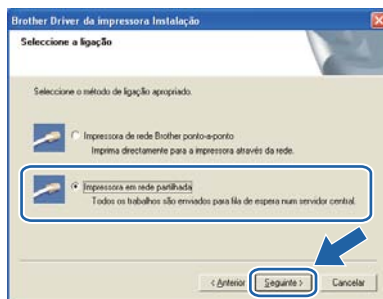 Brother Driver da impressora Instalação
Seleccione a ligação
Seleccione o método de ligação apropriado.
Impressora de rede Brother ponto-a-ponto
Imprima directamente para a impressora através da rede.
Impressora em rede partilhada
Todos os trabalhos são enviados para fila de espera num servidor central.
< Anterior
Seguinte >
Cancelar